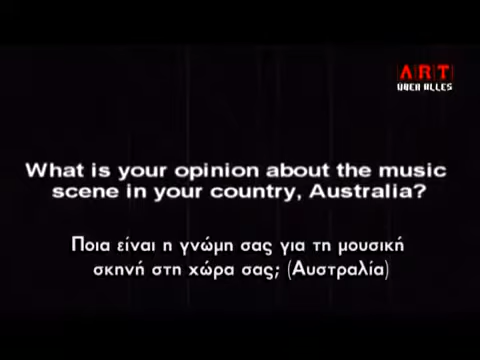 ART
ÜBER ALLES
What is your opinion about the music
scene in your country, Australia?
Ποια είναι η γνώμη σας για τη μουσική
σκηνή στη χώρα σας; (Αυστραλία)